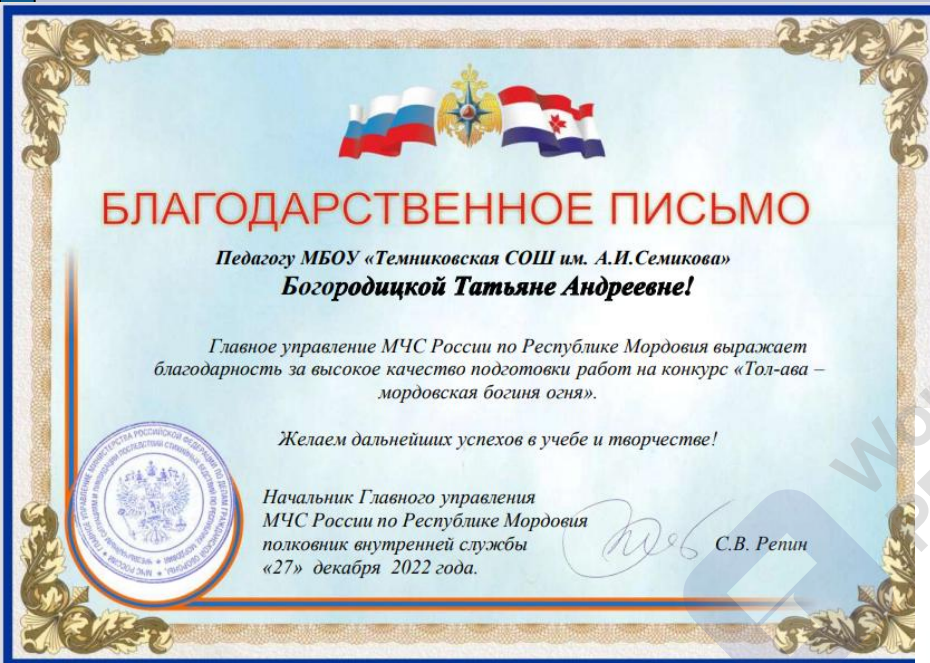 БЛАГОДАРСТВЕННОЕ ПИСЬМО
Педагогу МБОУ «Темниковская СОШ им. А.И.Семикова»
Богородицкой Татьяне Андреевне!
Главное управление МЧС России по Республике Мордовия выражает
благодарность за высокое качество подготовки работ на конкурс «Тол-ава –
мордовская богиня огня».
Желаем дальнейших успехов в учебе и творчестве!
Начальник Главного управления
МЧС России по Республике Мордовия
полковник внутренней службы
С.В. Репин
«27» декабря 2022 года.